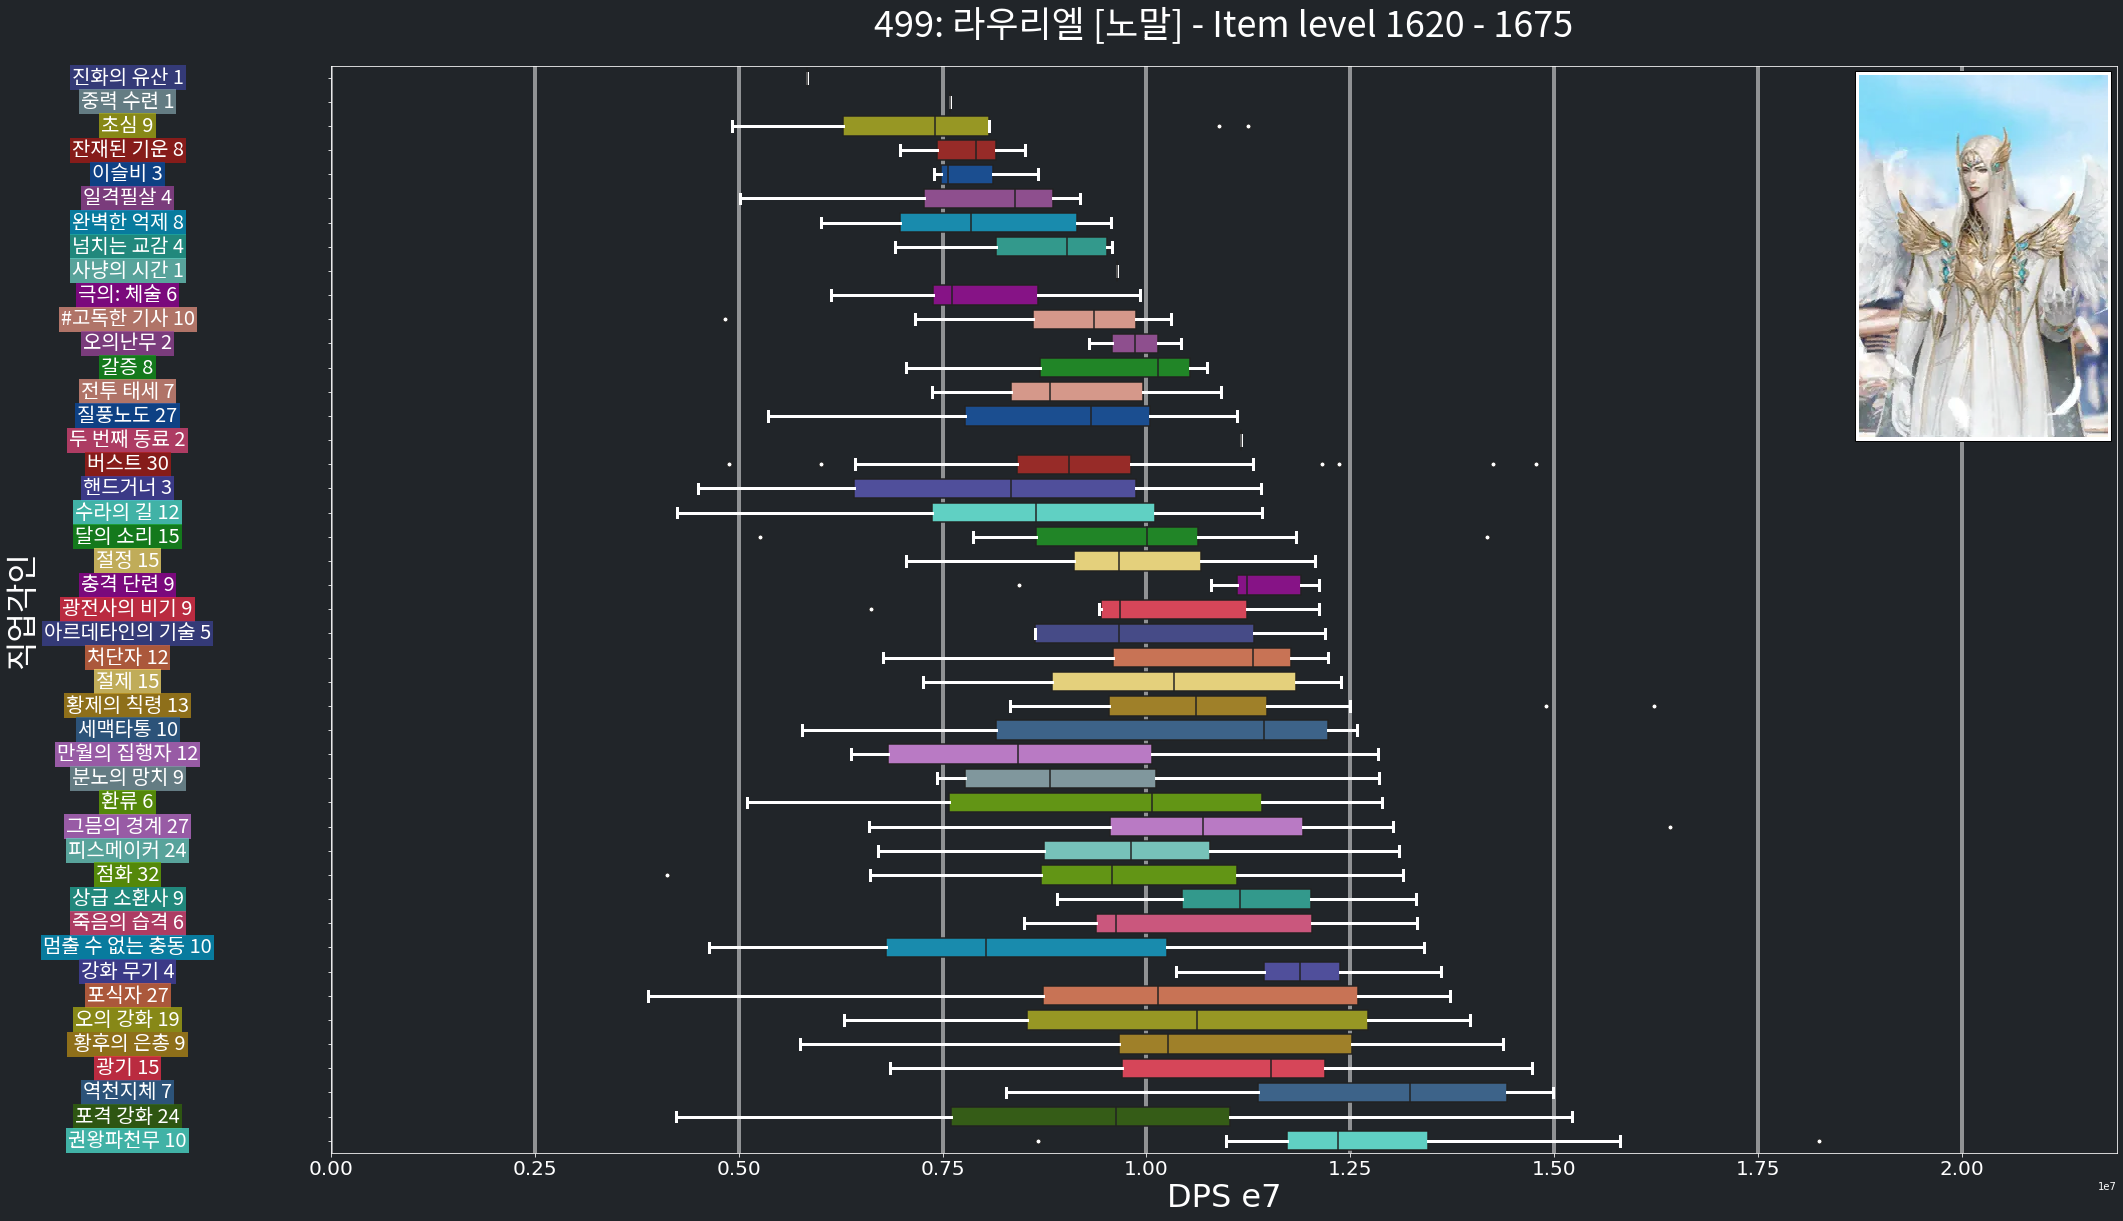 499: 라우리엘 [노말] - Item level 1620 - 1675
진화의 유산 1
중력 수련 1
초심 9
잔재된 기운 8
이슬비 3
일격필살 4
완벽한 억제 8
넘치는 교감 4
사냥의 시간 1
극의: 체술 6
#고독한 기사 10
오의난무 2
갈증 8
전투 태세 7
질풍노도 27
두 번째 동료 2
버스트 30
핸드거너 3
수라의 길 12
달의 소리 15
절정 15
충격 단련 9
광전사의 비기 9
아르데타인의 기술 5
처단자 12
절제 15
황제의 칙령 13
세맥타통 10
만월의 집행자 12
분노의 망치 9
환류 6
그믐의 경계 27
피스메이커 24
점화 32
상급 소환사 9
죽음의 습격 6
멈출 수 없는 충동 10
강화 무기 4
포식자 27
오의 강화 19
황후의 은총 9
광기 15
역천지체 7
포격 강화 24
권왕파천무 10
직업각인
0.00 0.25 0.50 0.75 1.00 1.25 1.50 1.75 2.00
1e7
DPS e7